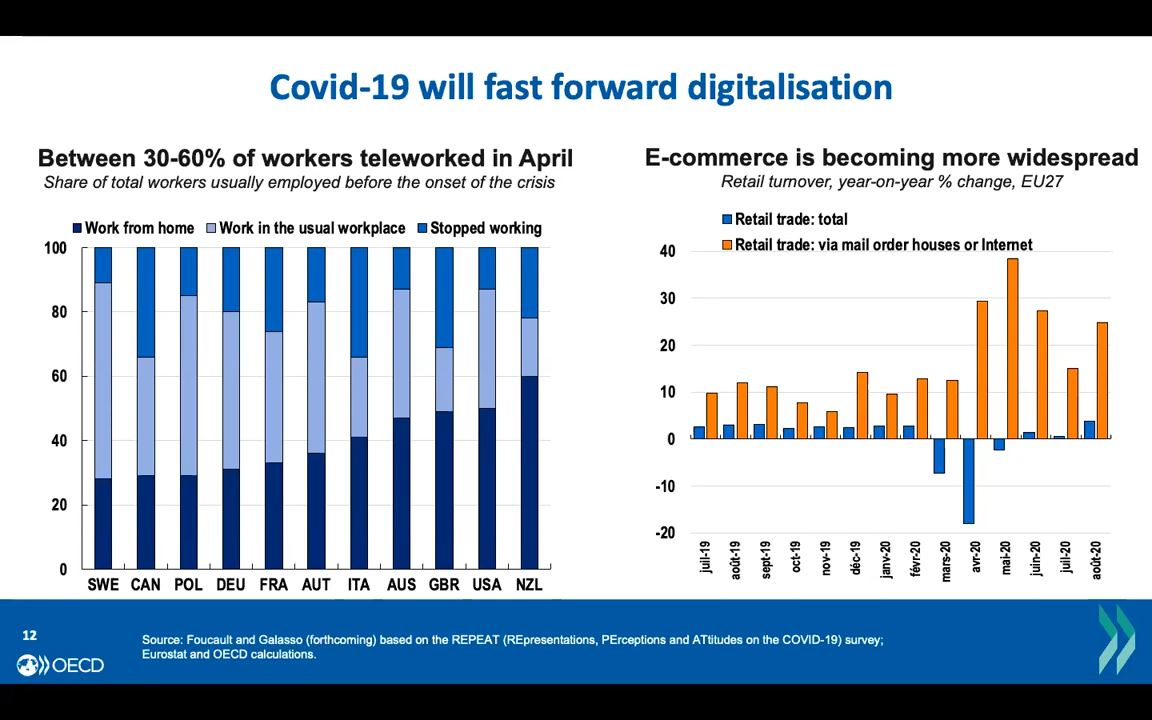 Covid-19 will fast forward digitalisation
Between 30-60% of workers teleworked in April
Share of total workers usually employed before the onset of the crisis
Work from home
Work in the usual workplace
Stopped working
100
80
60
40
20
0
SWE CAN POL DEU FRA AUT ITA AUS GBR USA NZL
E-commerce is becoming more widespread
Retail turnover, year-on-year % change, EU27
Retail trade: total
Retail trade: via mail order houses or Internet
40
30
20
10
0
-10
-20
juil-19
août-19
sept-19
oct-19
nov-19
déc-19
janv-20
févr-20
mars-20
avr-20
mai-20
juin-20
juil-20
août-20
12
Source: Foucault and Galasso (forthcoming) based on the REPEAT (REpresentations, PErceptions and ATtitudes on the COVID-19) survey;
Eurostat and OECD calculations.
OECD